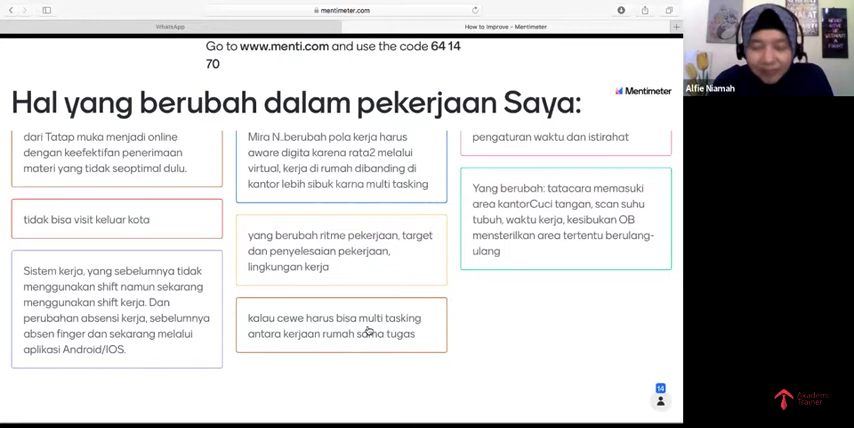 mentimeter.com
WhatsApp
How to Improve - Mentimeter
Go to www.menti.com and use the code 64 14
70
Hal yang berubah dalam pekerjaan Saya:
Mentimeter
dari Tatap muka menjadi online
dengan keefektifan penerimaan
materi yang tidak seoptimal dulu.
tidak bisa visit keluar kota
Sistem kerja, yang sebelumnya tidak
menggunakan shift namun sekarang
menggunakan shift kerja. Dan
perubahan absensi kerja, sebelumnya
absen finger dan sekarang melalui
aplikasi Android/IOS.
Mira N..berubah pola kerja harus
aware digita karena rata2 melalui
virtual, kerja di rumah dibanding di
kantor lebih sibuk karna multi tasking
yang berubah ritme pekerjaan, target
dan penyelesaian pekerjaan,
lingkungan kerja
kalau cewe harus bisa multi tasking
antara kerjaan rumah sama tugas
pengaturan waktu dan istirahat
Yang berubah: tatacara memasuki
area kantorCuci tangan, scan suhu
tubuh, waktu kerja, kesibukan OB
mensterilkan area tertentu berulang-
ulang
14
Alfie Niamah
Akademi
Trainer